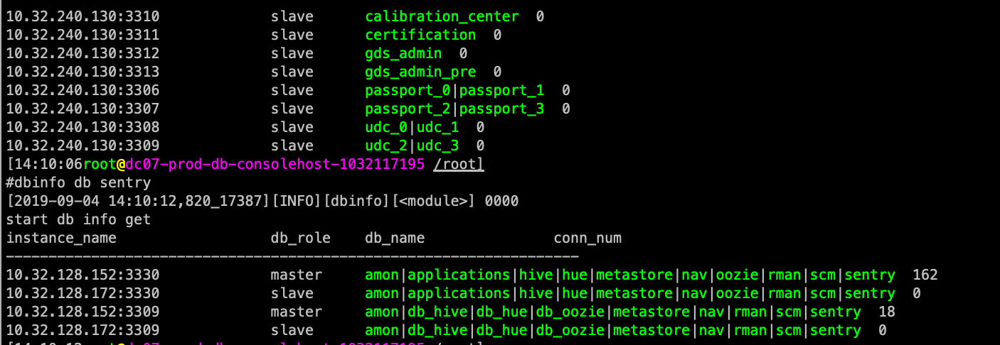 10.32.240.130:3310 slave calibration_center 0
10.32.240.130:3311 slave certification 0
10.32.240.130:3312 slave gds_admin 0
10.32.240.130:3313 slave gds_admin_pre 0
10.32.240.130:3306 slave passport_0|passport_1 0
10.32.240.130:3307 slave passport_2|passport_3 0
10.32.240.130:3308 slave udc_0|udc_1 0
10.32.240.130:3309 slave udc_2|udc_3 0
[14:10:06root@dc07-prod-db-consolehost-1032117195 /root]
#dbinfo db sentry
[2019-09-04 14:10:12,820_17387][INFO][dbinfo][<module>] 0000
start db info get
instance_name db_role db_name conn_num
-------------------------------------------------------------------
10.32.128.152:3330 master amon|applications|hive|hue|metastore|nav|oozie|rman|scm|sentry 162
10.32.128.172:3330 slave amon|applications|hive|hue|metastore|nav|oozie|rman|scm|sentry 0
10.32.128.152:3309 master amon|db_hive|db_hue|db_oozie|metastore|nav|rman|scm|sentry 18
10.32.128.172:3309 slave amon|db_hive|db_hue|db_oozie|metastore|nav|rman|scm|sentry 0